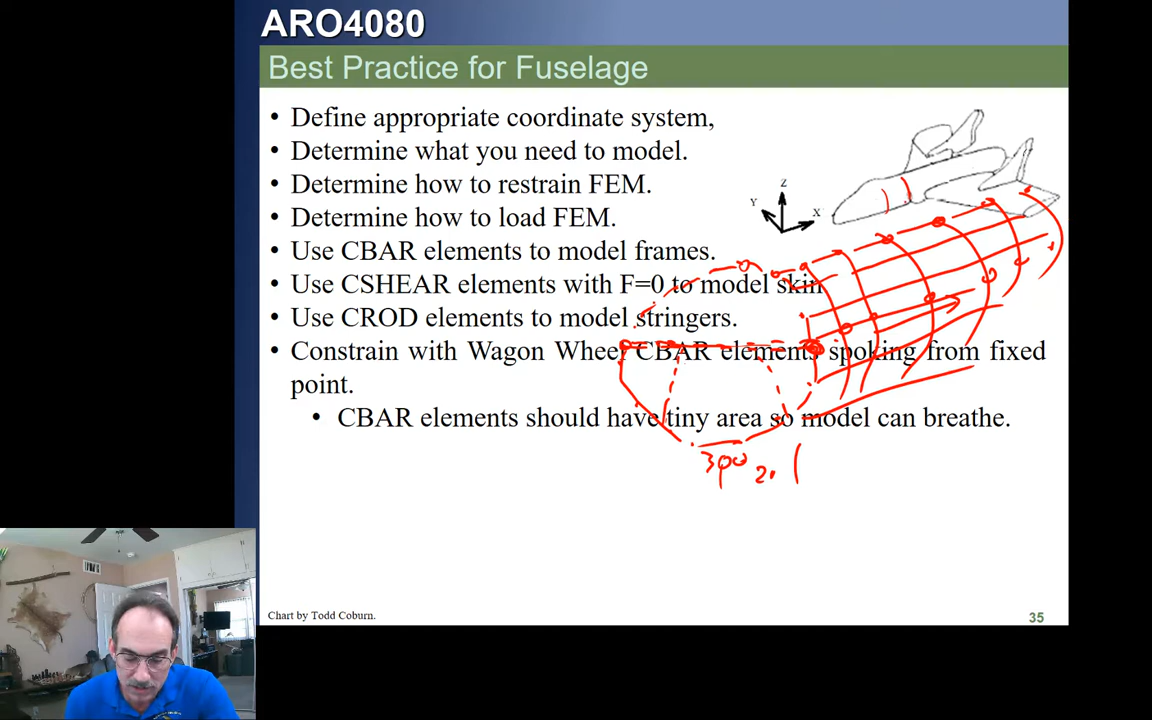 ARO4080
Best Practice for Fuselage
• Define appropriate coordinate system,
• Determine what you need to model.
• Determine how to restrain FEM.
• Determine how to load FEM.
• Use CBAR elements to model frames.
• Use CSHEAR elements with F=0 to model skin
• Use CROD elements to model stringers.
• Constrain with Wagon Wheel CBAR elements spoking from fixed
point.
• CBAR elements should have tiny area so model can breathe.
Z
Y
X
Chart by Todd Coburn.
35